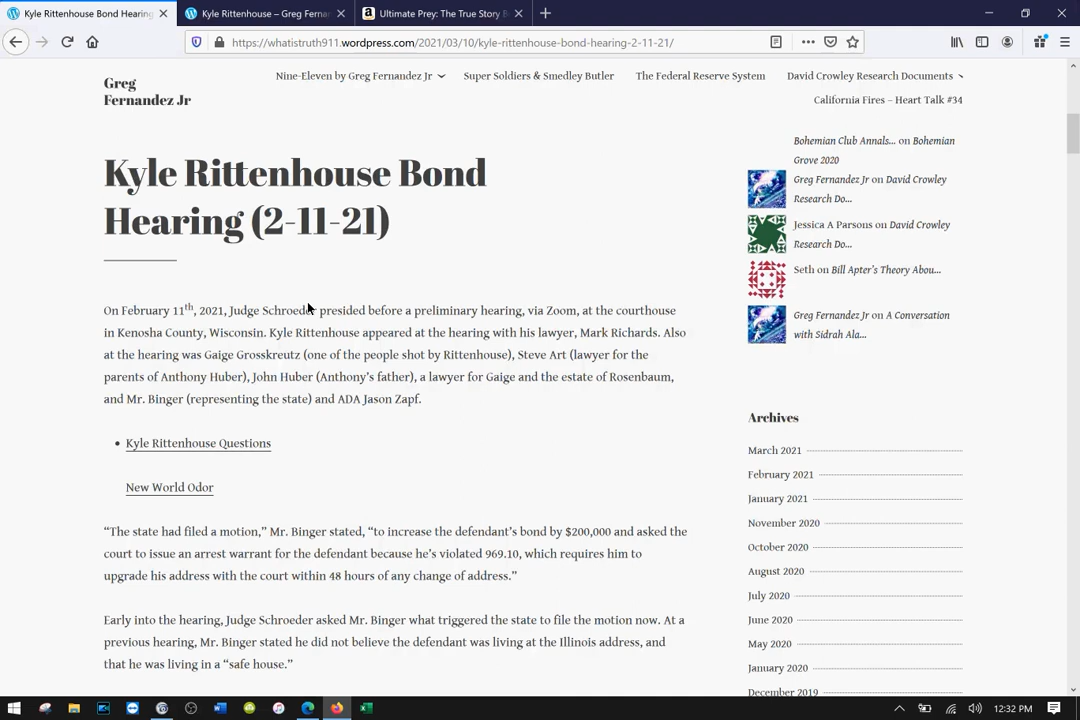 Kyle Rittenhouse Bond Hearing
Kyle Rittenhouse – Greg Fernan
Ultimate Prey: The True Story B
https://whatistruth911.wordpress.com/2021/03/10/kyle-rittenhouse-bond-hearing-2-11-21/
Greg
Fernandez Jr
Nine-Eleven by Greg Fernandez Jr
Super Soldiers & Smedley Butler
The Federal Reserve System
David Crowley Research Documents
California Fires – Heart Talk #34
Kyle Rittenhouse Bond
Hearing (2-11-21)
On February 11th, 2021, Judge Schroeder presided before a preliminary hearing, via Zoom, at the courthouse
in Kenosha County, Wisconsin. Kyle Rittenhouse appeared at the hearing with his lawyer, Mark Richards. Also
at the hearing was Gaige Grosskreutz (one of the people shot by Rittenhouse), Steve Art (lawyer for the
parents of Anthony Huber), John Huber (Anthony's father), a lawyer for Gaige and the estate of Rosenbaum,
and Mr. Binger (representing the state) and ADA Jason Zapf.
• Kyle Rittenhouse Questions
New World Odor
“The state had filed a motion,” Mr. Binger stated, “to increase the defendant's bond by $200,000 and asked the
court to issue an arrest warrant for the defendant because he's violated 969.10, which requires him to
upgrade his address with the court within 48 hours of any change of address.”
Early into the hearing, Judge Schroeder asked Mr. Binger what triggered the state to file the motion now. At a
previous hearing, Mr. Binger stated he did not believe the defendant was living at the Illinois address, and
that he was living in a “safe house.”
Bohemian Club Annals... on Bohemian
Grove 2020
Greg Fernandez Jr on David Crowley
Research Do...
Jessica A Parsons on David Crowley
Research Do...
Seth on Bill Apter's Theory Abou...
Greg Fernandez Jr on A Conversation
with Sidrah Ala...
Archives
March 2021
February 2021
January 2021
November 2020
October 2020
August 2020
July 2020
June 2020
May 2020
January 2020
December 2019
12:32 PM